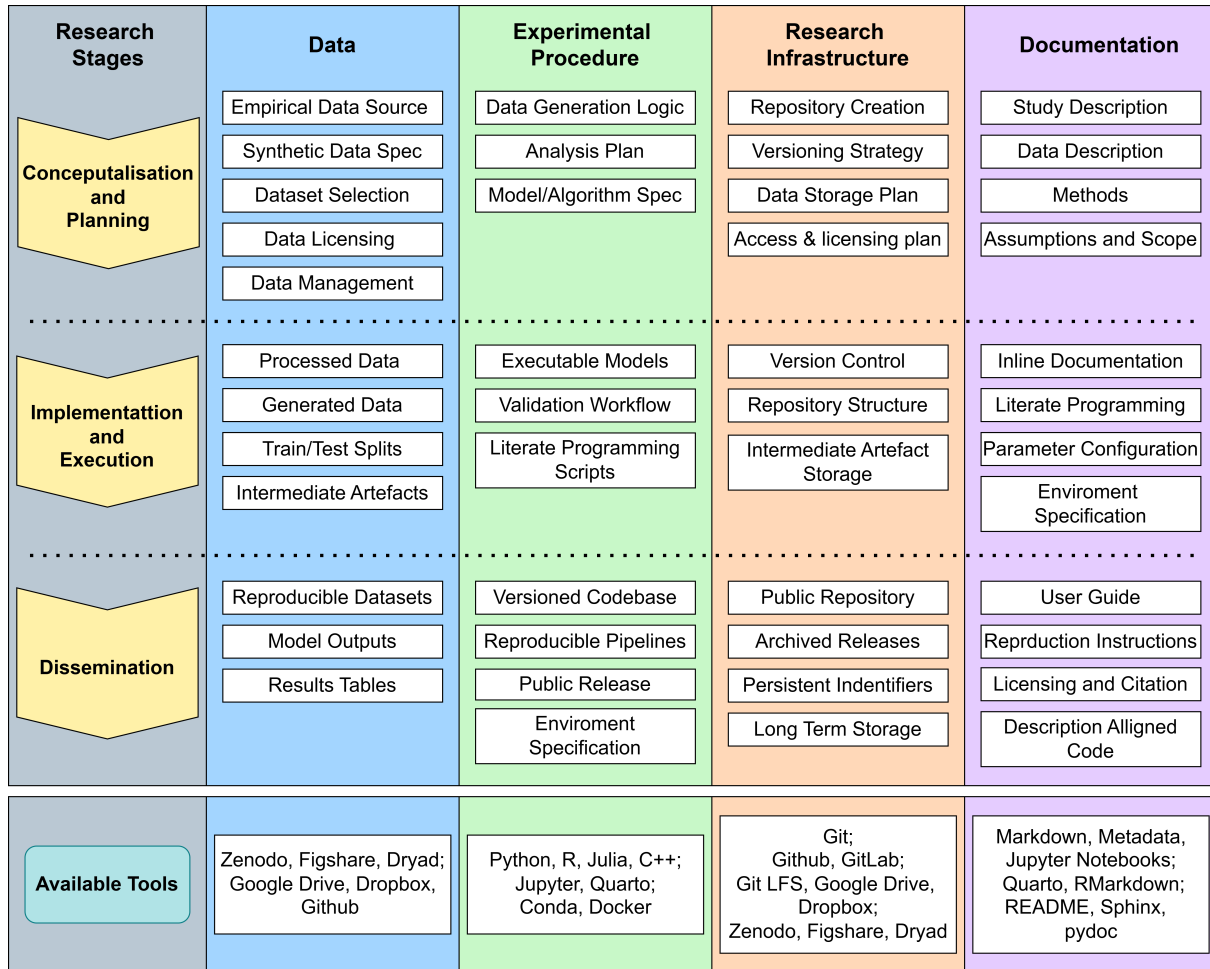 Research
Stages
Data
Experimental
Procedure
Research
Infrastructure
Documentation
Conceputalisation
and
Planning
Empirical Data Source
Synthetic Data Spec
Dataset Selection
Data Licensing
Data Management
Data Generation Logic
Analysis Plan
Model/Algorithm Spec
Repository Creation
Versioning Strategy
Data Storage Plan
Access & licensing plan
Study Description
Data Description
Methods
Assumptions and Scope
Implementattion
and
Execution
Processed Data
Generated Data
Train/Test Splits
Intermediate Artefacts
Executable Models
Validation Workflow
Literate Programming
Scripts
Version Control
Repository Structure
Intermediate Artefact
Storage
Inline Documentation
Literate Programming
Parameter Configuration
Enviroment
Specification
Dissemination
Reproducible Datasets
Model Outputs
Results Tables
Versioned Codebase
Reproducible Pipelines
Public Release
Enviroment
Specification
Public Repository
Archived Releases
Persistent Indentifiers
Long Term Storage
User Guide
Reprduction Instructions
Licensing and Citation
Description Alligned
Code
Available Tools
Zenodo, Figshare, Dryad;
Google Drive, Dropbox,
Github
Python, R, Julia, C++;
Jupyter, Quarto;
Conda, Docker
Git;
Github, GitLab;
Git LFS, Google Drive,
Dropbox;
Zenodo, Figshare, Dryad
Markdown, Metadata,
Jupyter Notebooks;
Quarto, RMarkdown;
README, Sphinx,
pydoc